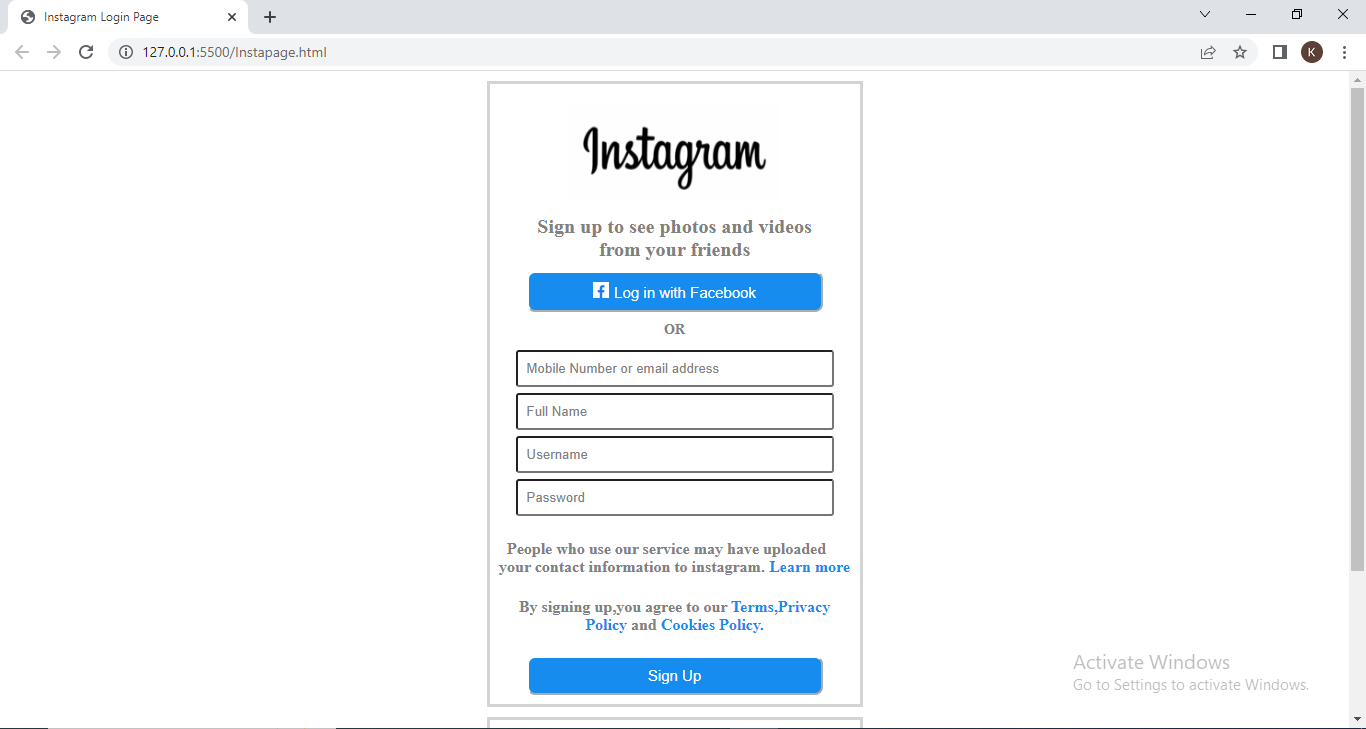 Instagram Login Page
127.0.0.1:5500/Instapage.html
K
Instagram
Sign up to see photos and videos
from your friends
Log in with Facebook
OR
Mobile Number or email address
Full Name
Username
Password
People who use our service may have uploaded
your contact information to instagram. Learn more
By signing up,you agree to our Terms,Privacy
Policy and Cookies Policy.
Sign Up
Activate Windows
Go to Settings to activate Windows.